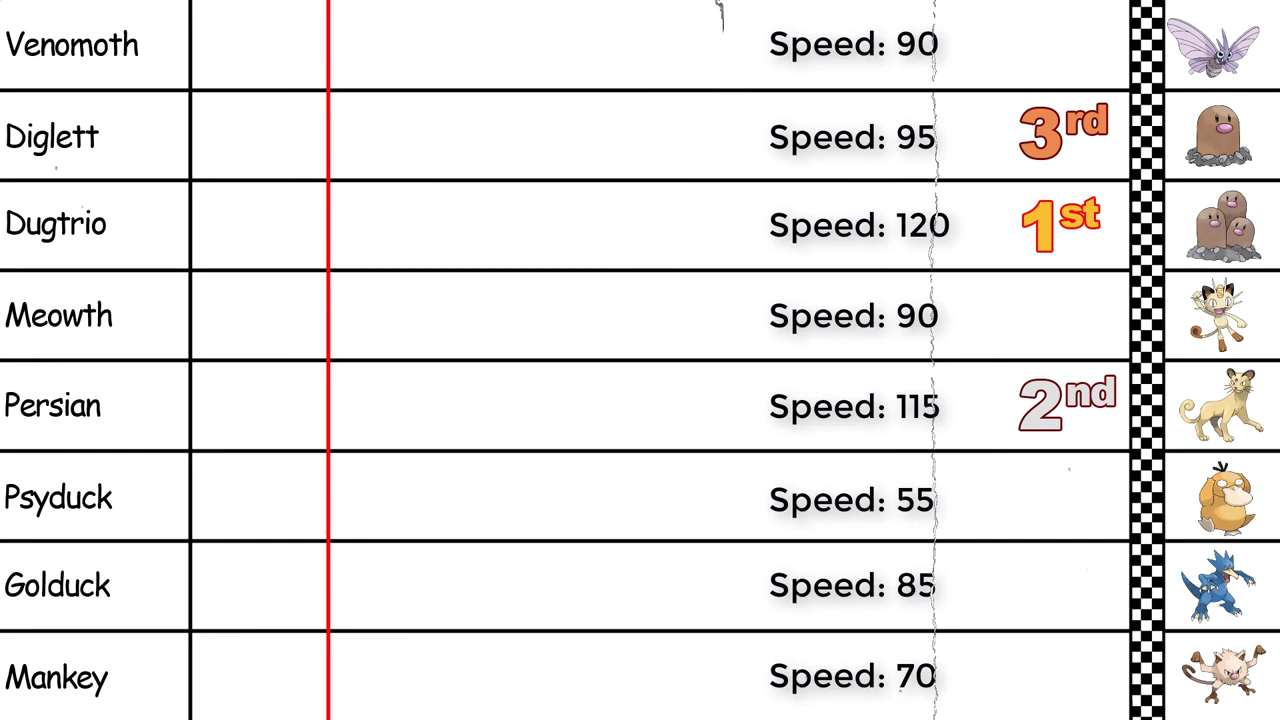 Venomoth Speed: 90
Diglett Speed: 95 3rd
Dugtrio Speed: 120 1st
Meowth Speed: 90
Persian Speed: 115 2nd
Psyduck Speed: 55
Golduck Speed: 85
Mankey Speed: 70